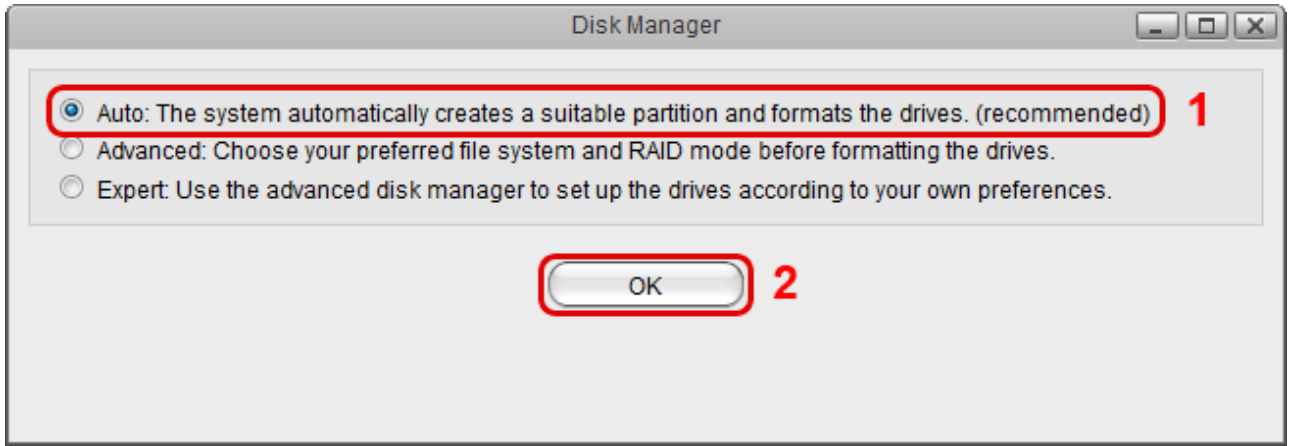 Disk Manager
Auto: The system automatically creates a suitable partition and formats the drives. (recommended) 1
Advanced: Choose your preferred file system and RAID mode before formatting the drives.
Expert: Use the advanced disk manager to set up the drives according to your own preferences.
OK 2